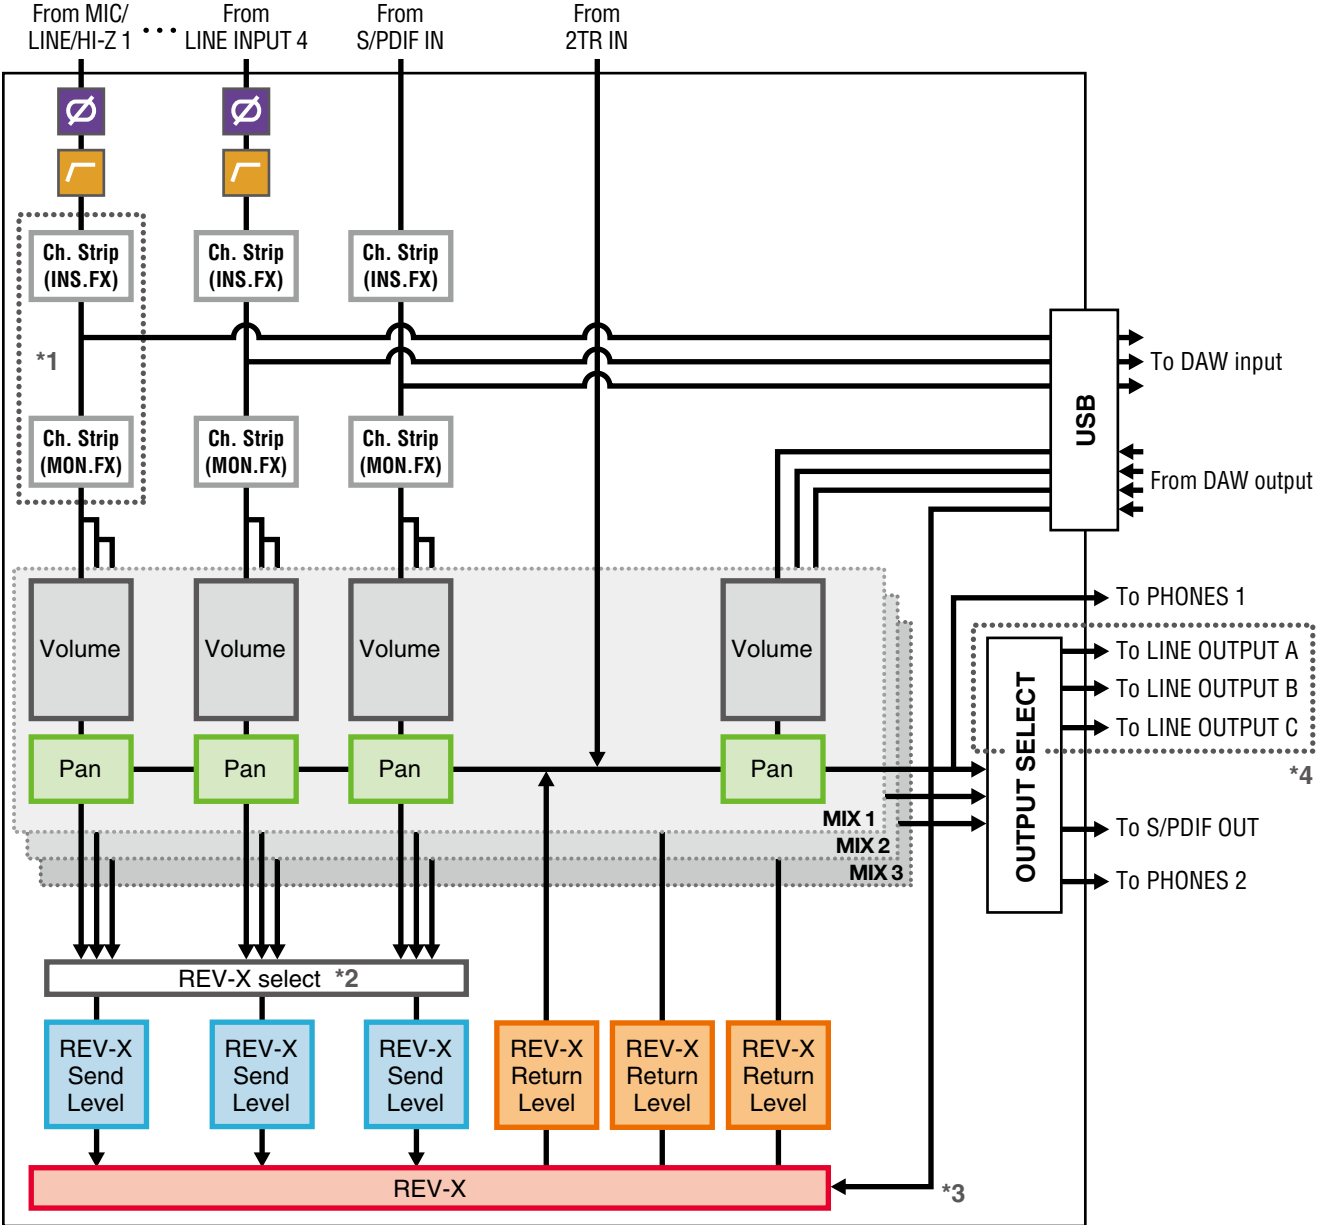 From MIC/
LINE/HI-Z 1
...
From
LINE INPUT 4
From
S/PDIF IN
From
2TR IN
Ch. Strip
(INS.FX)
Ch. Strip
(INS.FX)
Ch. Strip
(INS.FX)
*1
To DAW input
USB
Ch. Strip
(MON.FX)
Ch. Strip
(MON.FX)
Ch. Strip
(MON.FX)
From DAW output
To PHONES 1
Volume
Volume
Volume
Volume
To LINE OUTPUT A
To LINE OUTPUT B
To LINE OUTPUT C
OUTPUT SELECT
Pan
Pan
Pan
Pan
*4
MIX 1
MIX 2
MIX 3
To S/PDIF OUT
To PHONES 2
REV-X select *2
REV-X
Send
Level
REV-X
Send
Level
REV-X
Send
Level
REV-X
Return
Level
REV-X
Return
Level
REV-X
Return
Level
REV-X
*3